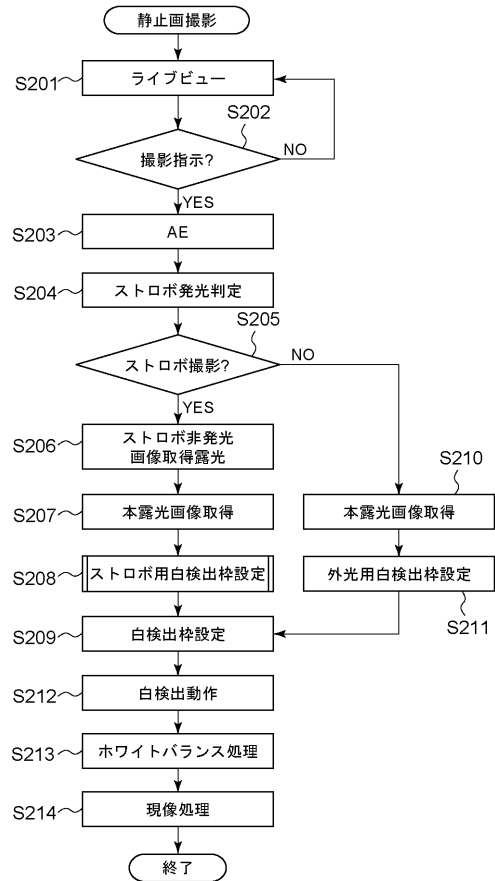 静止画撮影
S201
ライブビュー
S202
撮影指示?
NO
YES
S203
AE
S204
ストロボ発光判定
S205
ストロボ撮影?
NO
YES
S206
ストロボ非発光
画像取得露光
S210
S207
本露光画像取得
本露光画像取得
S208
ストロボ用白検出枠設定
外光用白検出枠設定
S211
S209
白検出枠設定
S212
白検出動作
S213
ホワイトバランス処理
S214
現像処理
終了